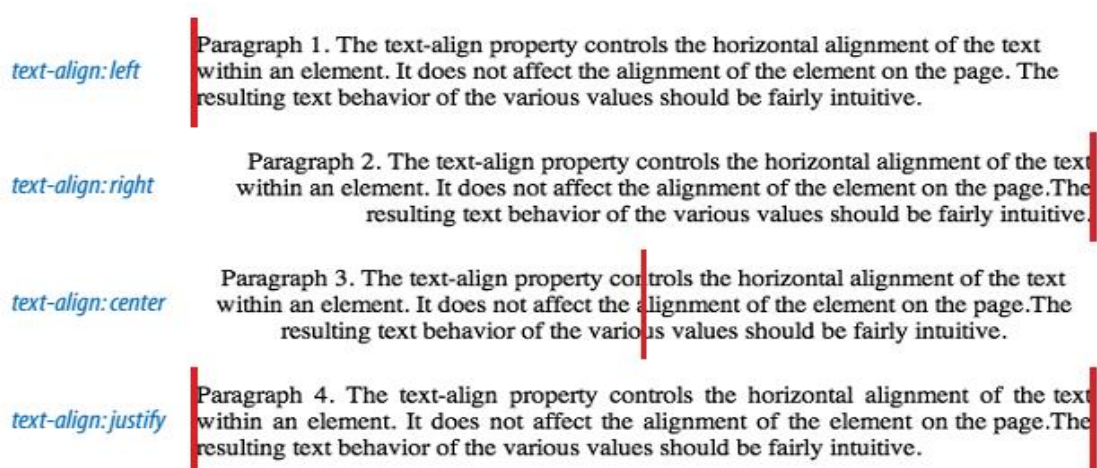 Paragraph 1. The text-align property controls the horizontal alignment of the text
text-align: left
within an element. It does not affect the alignment of the element on the page. The
resulting text behavior of the various values should be fairly intuitive.
Paragraph 2. The text-align property controls the horizontal alignment of the text
text-align: right
within an element. It does not affect the alignment of the element on the page.The
resulting text behavior of the various values should be fairly intuitive.
Paragraph 3. The text-align property controls the horizontal alignment of the text
text-align: center
within an element. It does not affect the alignment of the element on the page.The
resulting text behavior of the various values should be fairly intuitive.
Paragraph 4. The text-align property controls the horizontal alignment of the text
text-align: justify
within an element. It does not affect the alignment of the element on the page.The
resulting text behavior of the various values should be fairly intuitive.